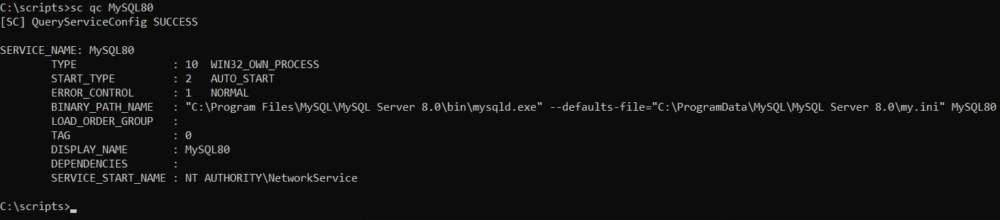 C:\scripts>sc qc MySQL80
[SC] QueryServiceConfig SUCCESS

SERVICE_NAME: MySQL80
        TYPE               : 10  WIN32_OWN_PROCESS
        START_TYPE         : 2   AUTO_START
        ERROR_CONTROL      : 1   NORMAL
        BINARY_PATH_NAME   : "C:\Program Files\MySQL\MySQL Server 8.0\bin\mysqld.exe" --defaults-file="C:\ProgramData\MySQL\MySQL Server 8.0\my.ini" MySQL80
        LOAD_ORDER_GROUP   :
        TAG                : 0
        DISPLAY_NAME       : MySQL80
        DEPENDENCIES       :
        SERVICE_START_NAME : NT AUTHORITY\NetworkService

C:\scripts>